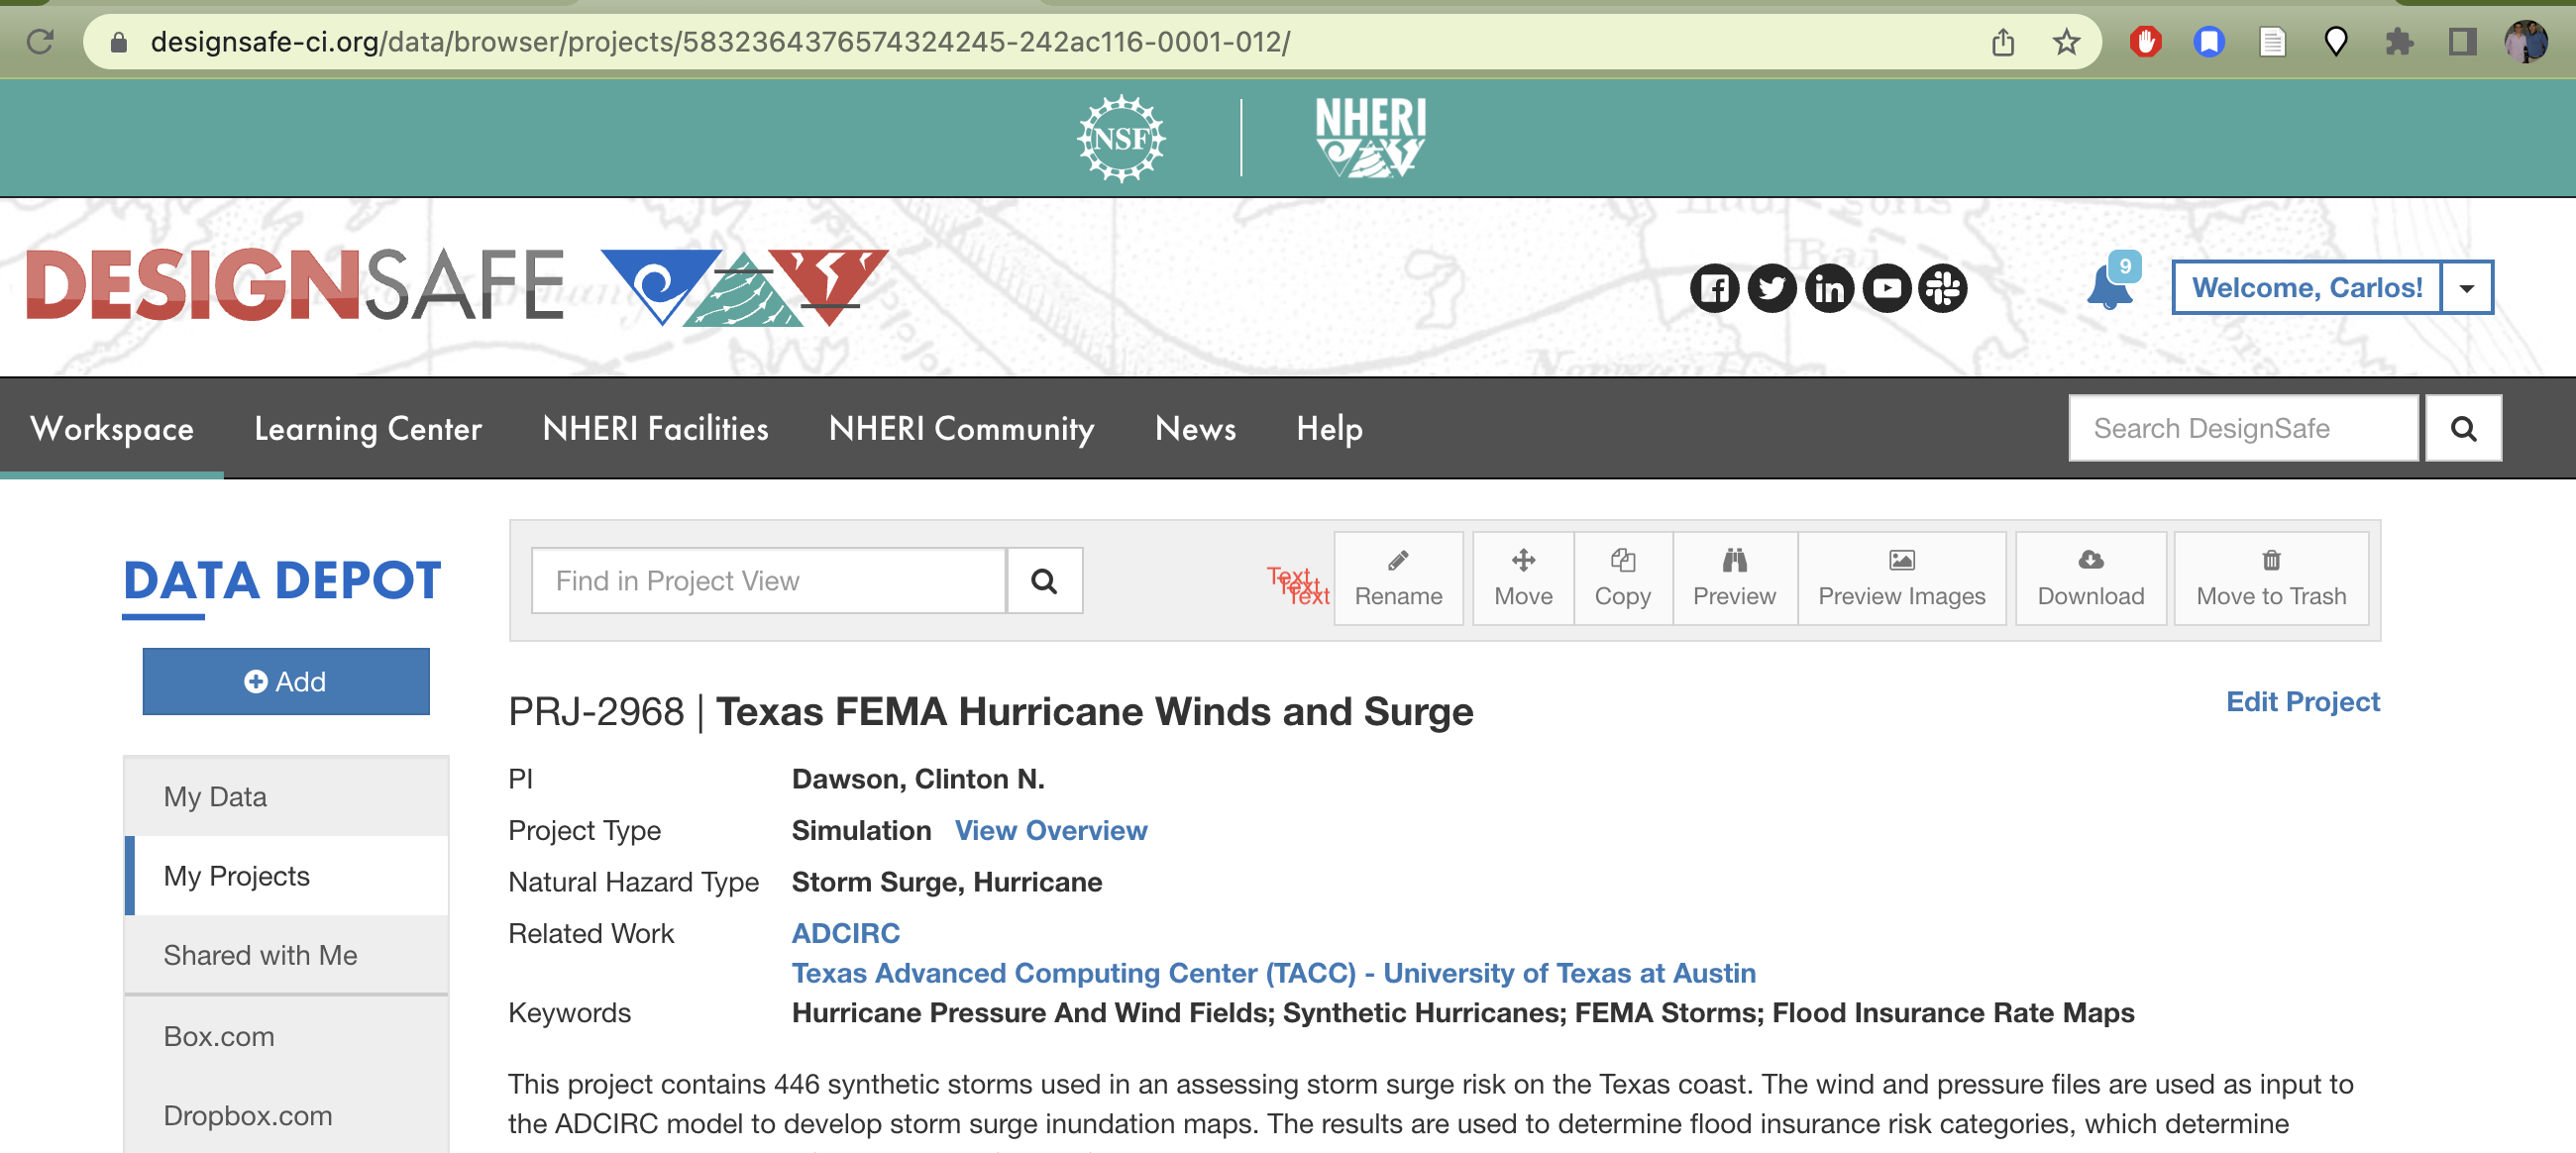 designsafe-ci.org/data/browser/projects/5832364376574324245-242ac116-0001-012/
NSF
NHERI
DESIGNSAFE
9
Welcome, Carlos!
Workspace
Learning Center
NHERI Facilities
NHERI Community
News
Help
Search DesignSafe
DATA DEPOT
Find in Project View
Text
Text
Text
Rename
Move
Copy
Preview
Preview Images
Download
Move to Trash
Add
PRJ-2968 | Texas FEMA Hurricane Winds and Surge
Edit Project
My Data
My Projects
Shared with Me
Box.com
Dropbox.com
PI Dawson, Clinton N.
Project Type Simulation View Overview
Natural Hazard Type Storm Surge, Hurricane
Related Work ADCIRC
Texas Advanced Computing Center (TACC) - University of Texas at Austin
Keywords Hurricane Pressure And Wind Fields; Synthetic Hurricanes; FEMA Storms; Flood Insurance Rate Maps
This project contains 446 synthetic storms used in an assessing storm surge risk on the Texas coast. The wind and pressure files are used as input to
the ADCIRC model to develop storm surge inundation maps. The results are used to determine flood insurance risk categories, which determine